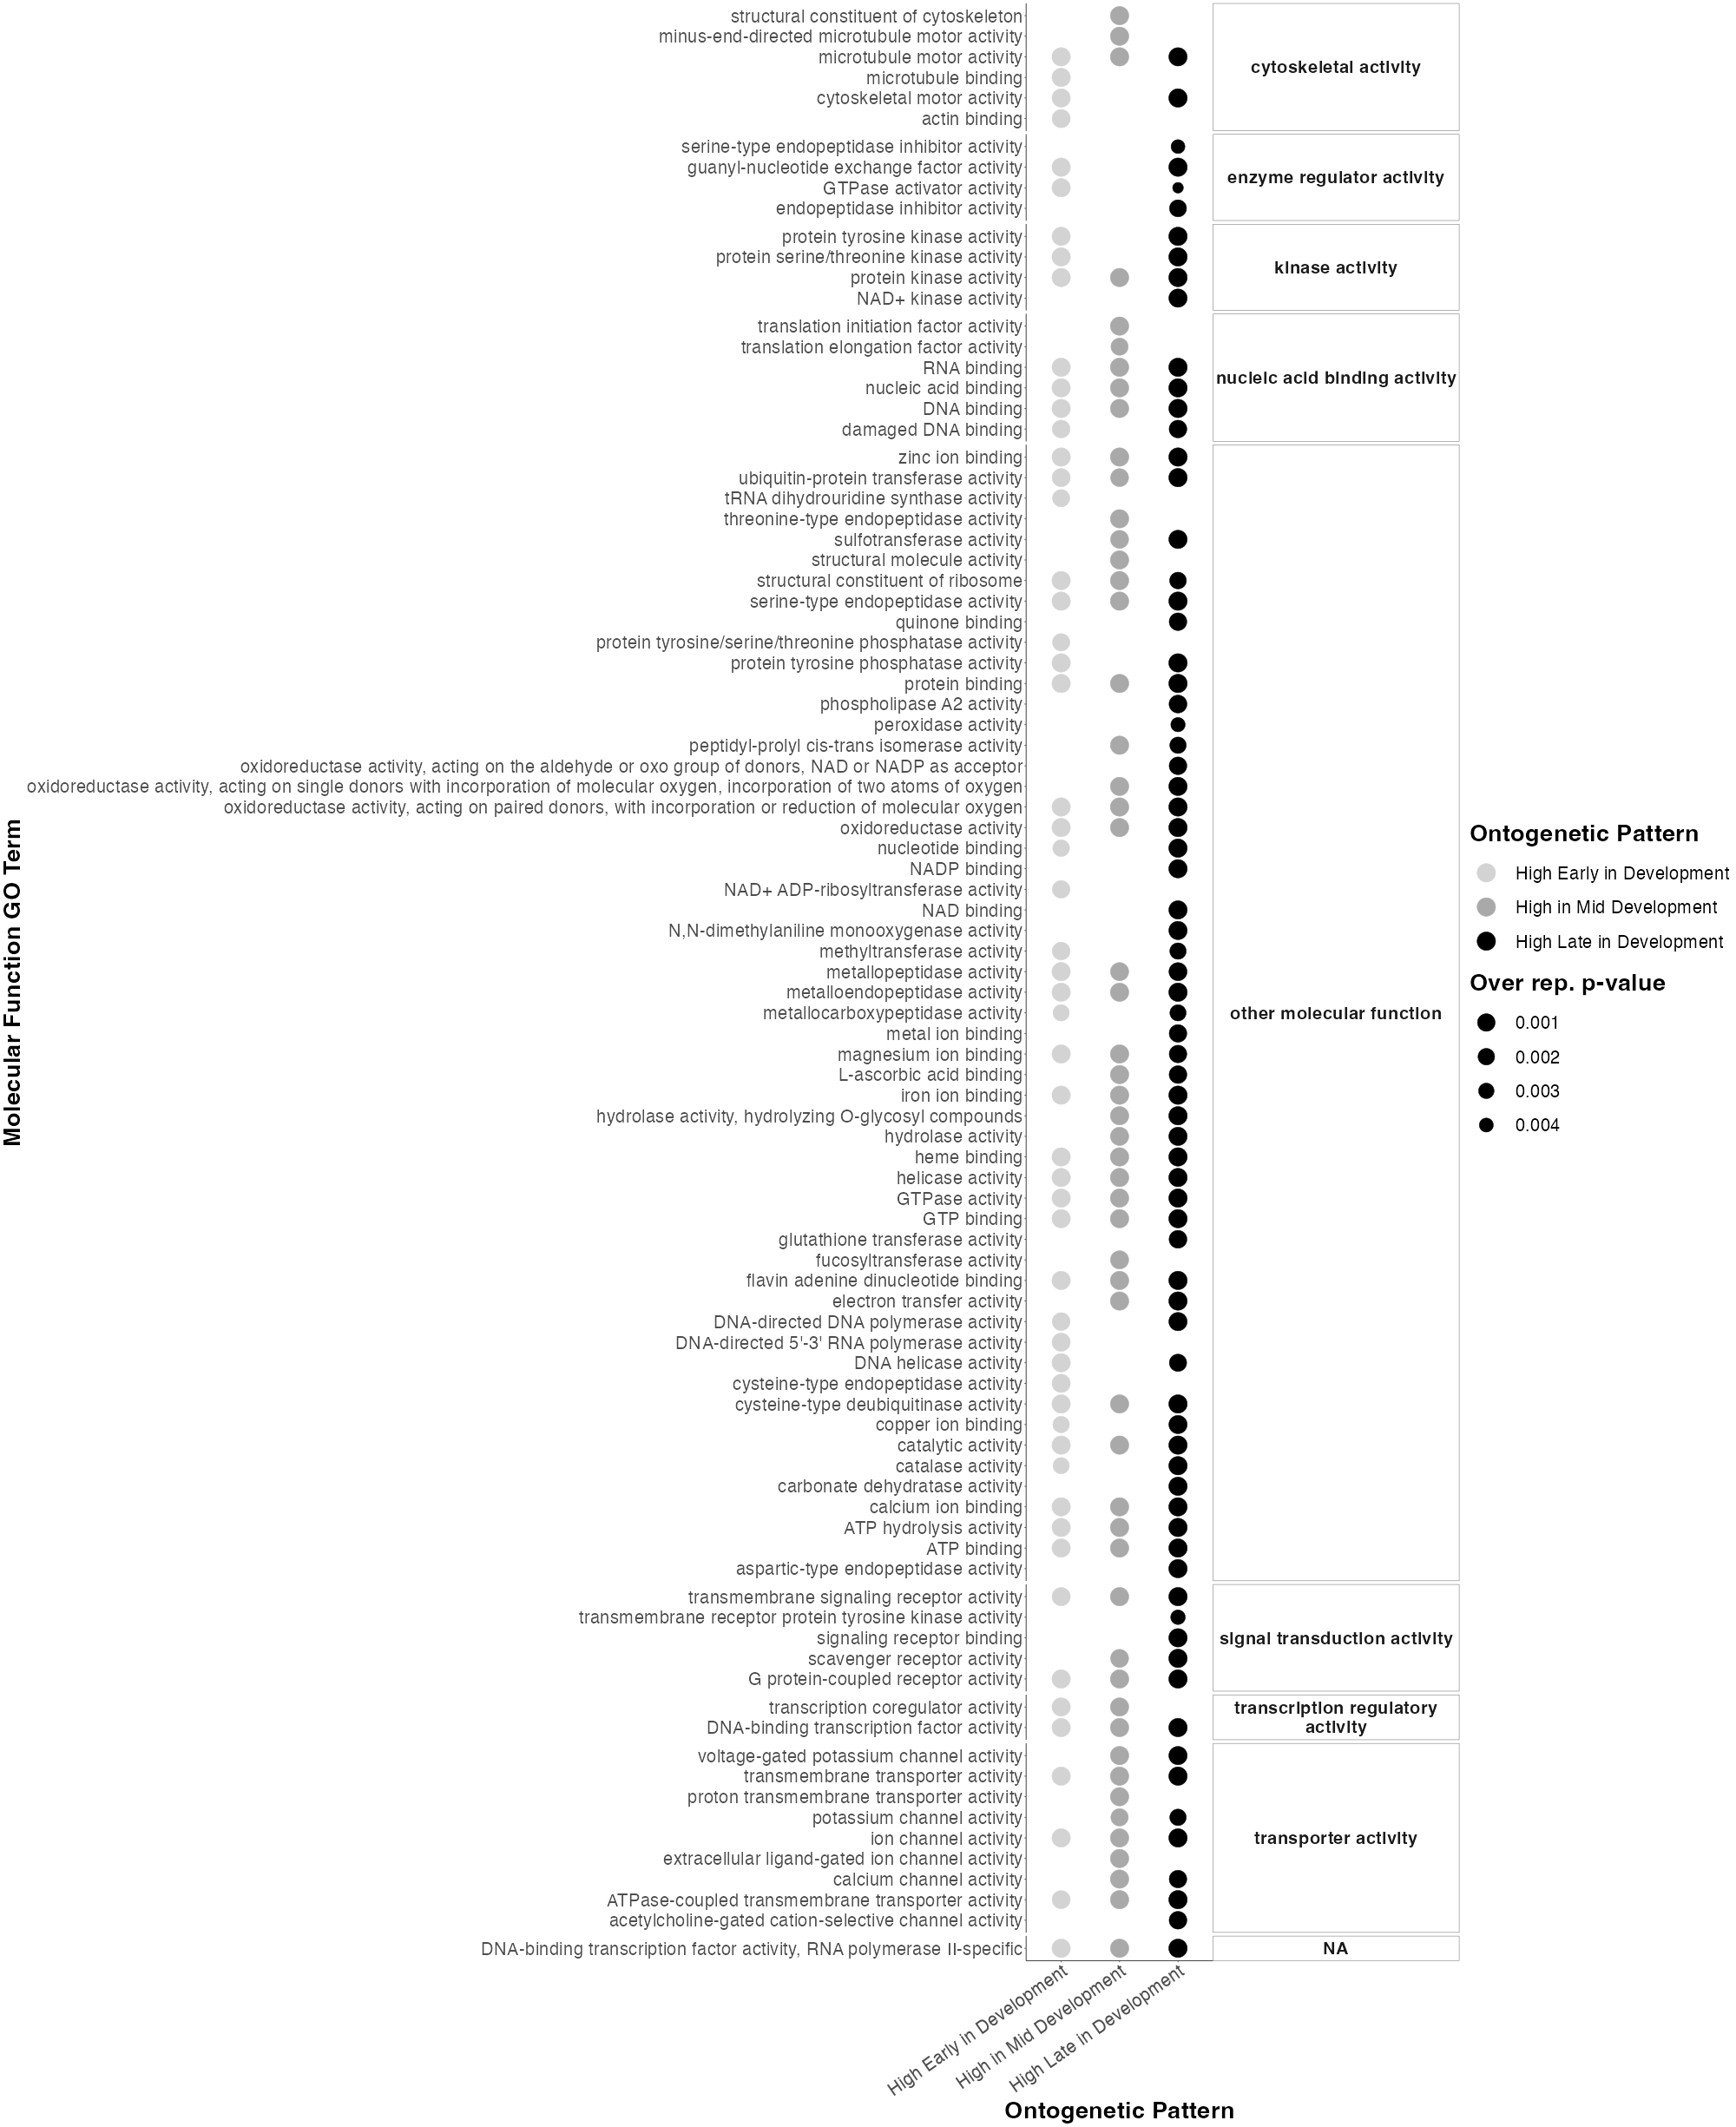 structural constituent of cytoskeleton
minus-end-directed microtubule motor activity
microtubule motor activity
microtubule binding
cytoskeletal motor activity
actin binding
cytoskeletal activity
serine-type endopeptidase inhibitor activity
guanyl-nucleotide exchange factor activity
GTPase activator activity
endopeptidase inhibitor activity
enzyme regulator activity
protein tyrosine kinase activity
protein serine/threonine kinase activity
protein kinase activity
NAD+ kinase activity
kinase activity
translation initiation factor activity
translation elongation factor activity
RNA binding
nucleic acid binding
DNA binding
damaged DNA binding
nucleic acid binding activity
zinc ion binding
ubiquitin-protein transferase activity
tRNA dihydrouridine synthase activity
threonine-type endopeptidase activity
sulfotransferase activity
structural molecule activity
structural constituent of ribosome
serine-type endopeptidase activity
quinone binding
protein tyrosine/serine/threonine phosphatase activity
protein tyrosine phosphatase activity
protein binding
phospholipase A2 activity
peroxidase activity
peptidyl-prolyl cis-trans isomerase activity
oxidoreductase activity, acting on the aldehyde or oxo group of donors, NAD or NADP as acceptor
oxidoreductase activity, acting on single donors with incorporation of molecular oxygen, incorporation of two atoms of oxygen
oxidoreductase activity, acting on paired donors, with incorporation or reduction of molecular oxygen
oxidoreductase activity
nucleotide binding
NADP binding
NAD+ ADP-ribosyltransferase activity
NAD binding
N,N-dimethylaniline monooxygenase activity
methyltransferase activity
metallopeptidase activity
metalloendopeptidase activity
metallocarboxypeptidase activity
metal ion binding
magnesium ion binding
L-ascorbic acid binding
iron ion binding
hydrolase activity, hydrolyzing O-glycosyl compounds
hydrolase activity
heme binding
helicase activity
GTPase activity
GTP binding
glutathione transferase activity
fucosyltransferase activity
flavin adenine dinucleotide binding
electron transfer activity
DNA-directed DNA polymerase activity
DNA-directed 5'-3' RNA polymerase activity
DNA helicase activity
cysteine-type endopeptidase activity
cysteine-type deubiquitinase activity
copper ion binding
catalytic activity
catalase activity
carbonate dehydratase activity
calcium ion binding
ATP hydrolysis activity
ATP binding
aspartic-type endopeptidase activity
other molecular function
transmembrane signaling receptor activity
transmembrane receptor protein tyrosine kinase activity
signaling receptor binding
scavenger receptor activity
G protein-coupled receptor activity
signal transduction activity
transcription coregulator activity
DNA-binding transcription factor activity
transcription regulatory
activity
voltage-gated potassium channel activity
transmembrane transporter activity
proton transmembrane transporter activity
potassium channel activity
ion channel activity
extracellular ligand-gated ion channel activity
calcium channel activity
ATPase-coupled transmembrane transporter activity
acetylcholine-gated cation-selective channel activity
transporter activity
DNA-binding transcription factor activity, RNA polymerase II-specific
NA
Molecular Function GO Term
High Early in Development
High in Mid Development
High Late in Development
Ontogenetic Pattern
Ontogenetic Pattern
High Early in Development
High in Mid Development
High Late in Development
Over rep. p-value
0.001
0.002
0.003
0.004